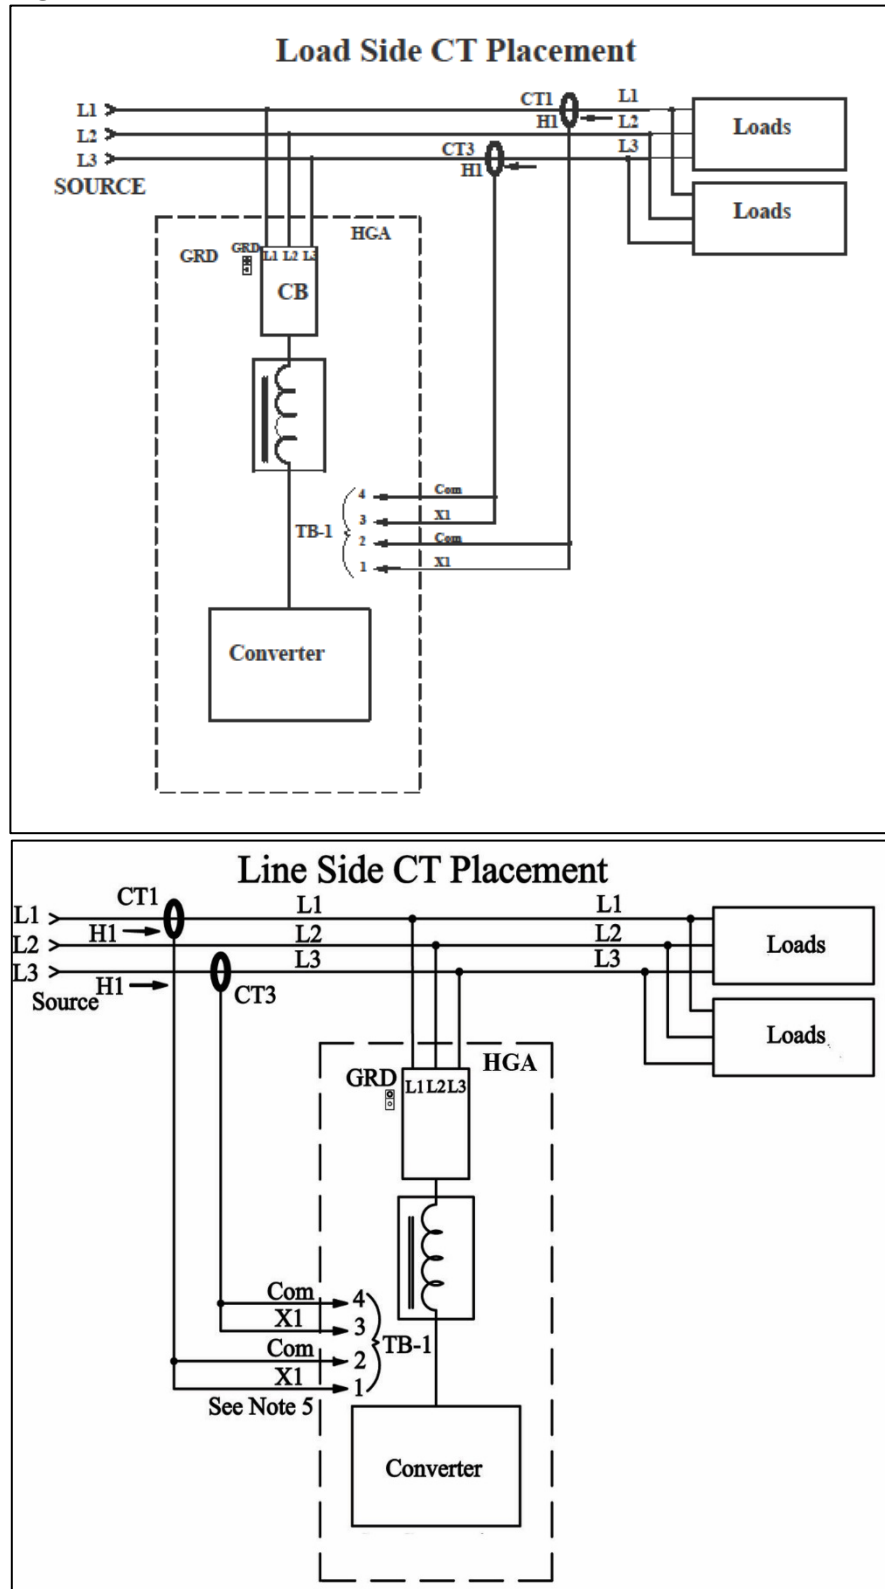 Load Side CT Placement
L1
CT1
L1
L2
H1
L2
Loads
L3
CT3
H1
L3
SOURCE
Loads
HGA
GRD
GRD
L1 L2 L3
CB
4
Com
TB-1
3
X1
2
Com
1
X1
Converter
Line Side CT Placement
CT1
L1
L1
L1
L2
H1
L2
L2
Loads
L3
H1
L3
L3
Source
CT3
Loads
HGA
GRD
L1 L2 L3
Com
4
X1
3
TB-1
Com
2
X1
1
See Note 5
Converter